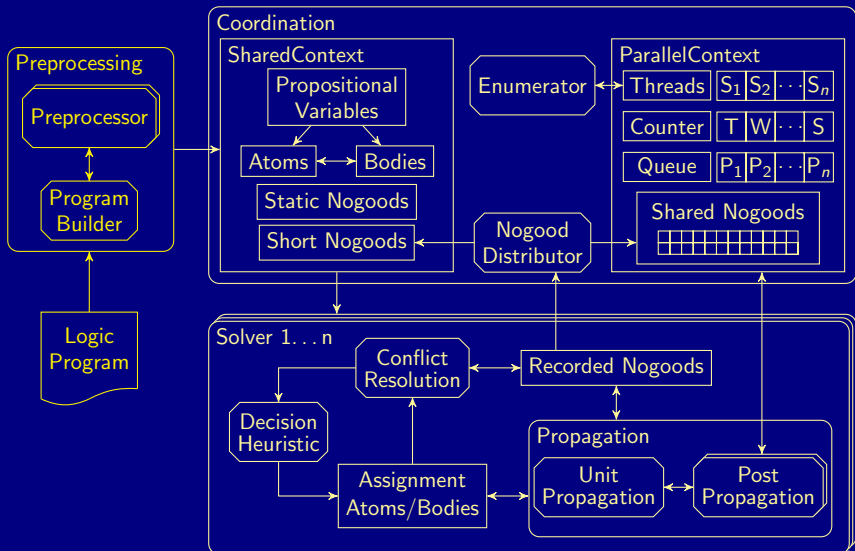 Coordination
Preprocessing
Preprocessor
Program
Builder
Logic
Program
SharedContext
Propositional
Variables
Atoms
Bodies
Static Nogoods
Short Nogoods
Enumerator
Nogood
Distributor
ParallelContext
Threads S₁ S₂ ··· Sₙ
Counter T W ··· S
Queue P₁ P₂ ··· Pₙ
Shared Nogoods
Solver 1...n
Conflict
Resolution
Recorded Nogoods
Decision
Heuristic
Assignment
Atoms/Bodies
Propagation
Unit
Propagation
Post
Propagation